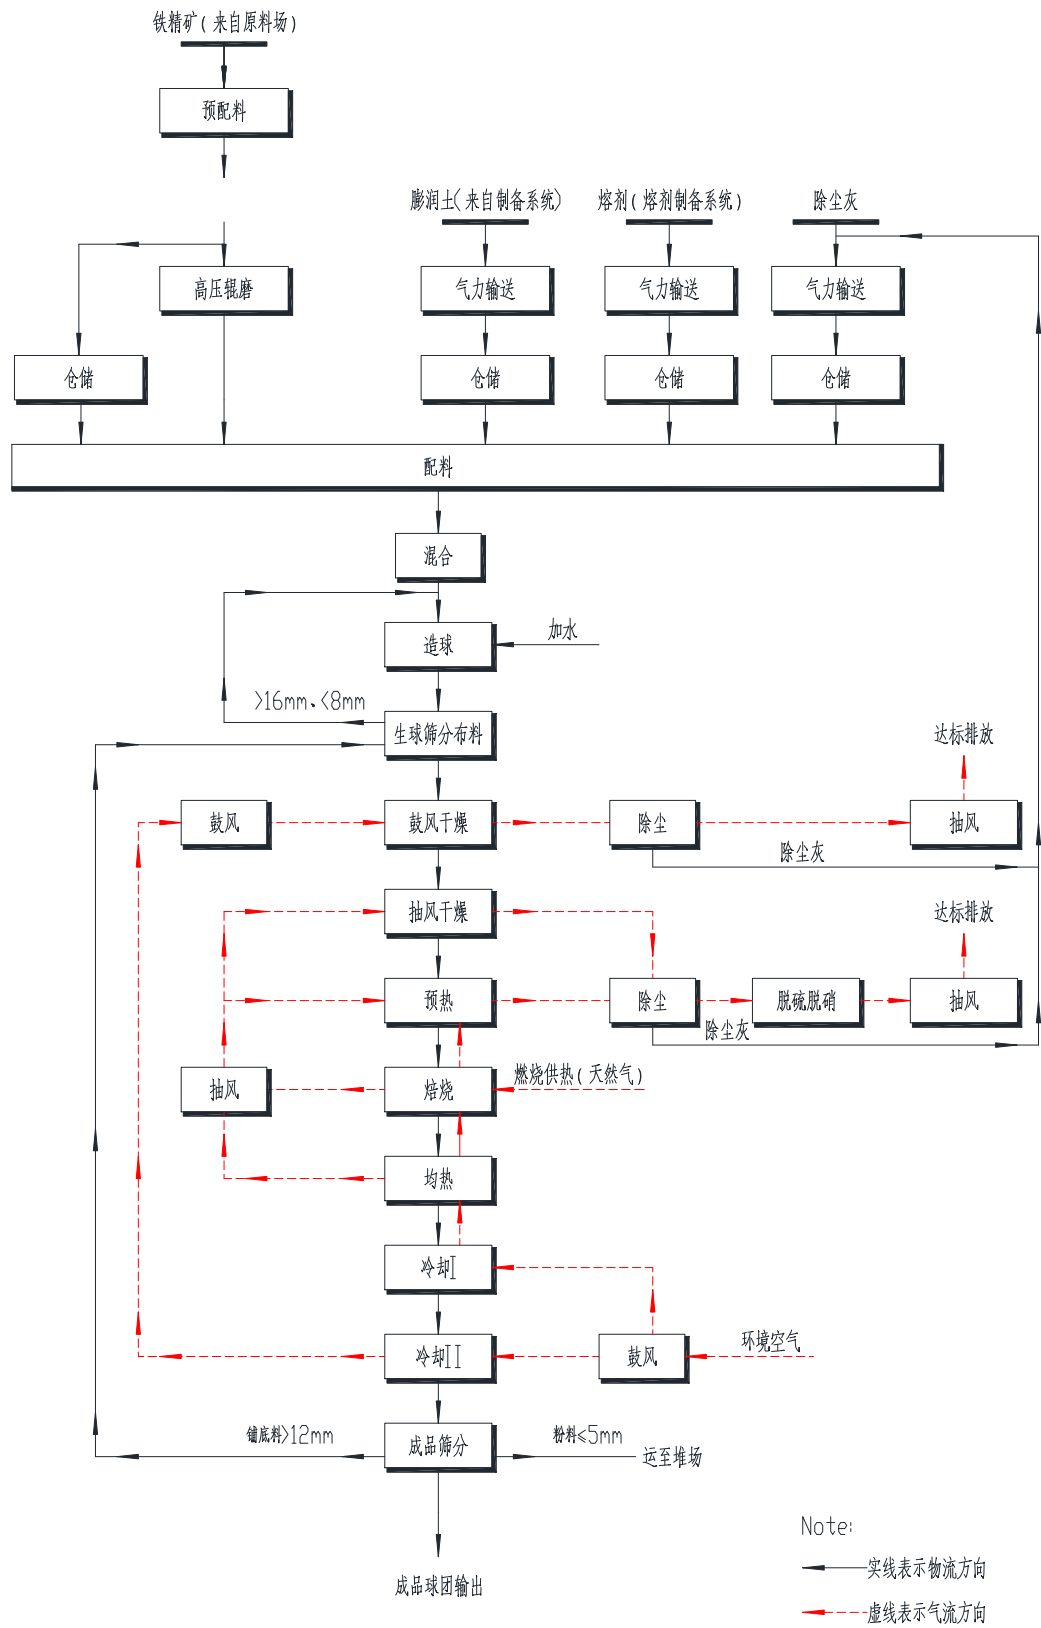 铁精矿(来自原料场)
预配料
膨润土(来自制备系统)
熔剂(熔剂制备系统)
除尘灰
高压辊磨
气力输送
气力输送
气力输送
仓储
仓储
仓储
仓储
配料
混合
造球
加水
>16mm、<8mm
生球筛分布料
达标排放
鼓风
鼓风干燥
除尘
抽风
除尘灰
抽风干燥
达标排放
预热
除尘
脱硫脱硝
抽风
除尘灰
抽风
焙烧
燃烧供热(天然气)
均热
冷却I
冷却II
鼓风
环境空气
铺底料>12mm
成品筛分
粉料≤5mm
运至堆场
成品球团输出
Note:
实线表示物流方向
虚线表示气流方向